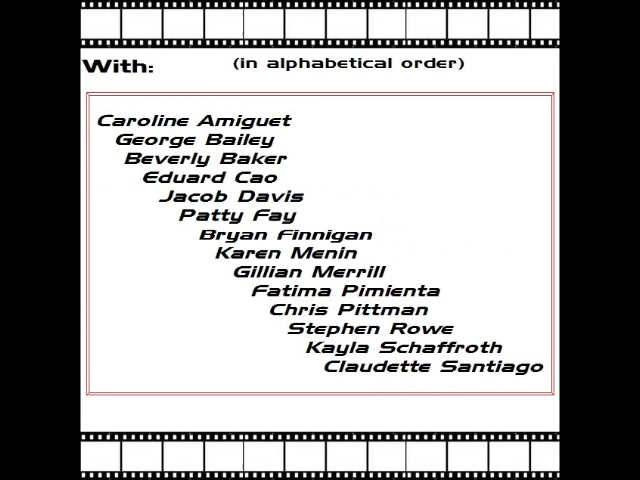 With: (in alphabetical order)
Caroline Amiguet
George Bailey
Beverly Baker
Eduard Cao
Jacob Davis
Patty Fay
Bryan Finnigan
Karen Menin
Gillian Merrill
Fatima Pimienta
Chris Pittman
Stephen Rowe
Kayla Schaffroth
Claudette Santiago